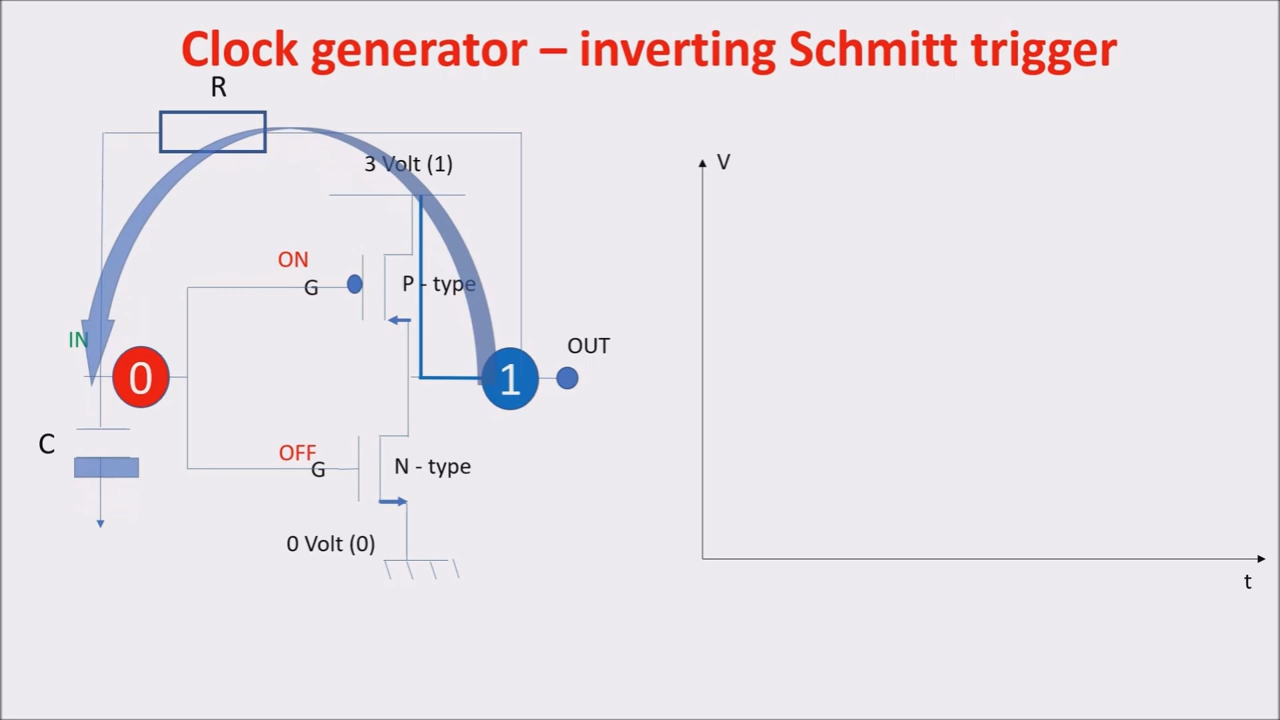 Clock generator – inverting Schmitt trigger
R
3 Volt (1)
V
ON
G
P - type
IN
0
1
OUT
C
OFF
G
N - type
0 Volt (0)
t